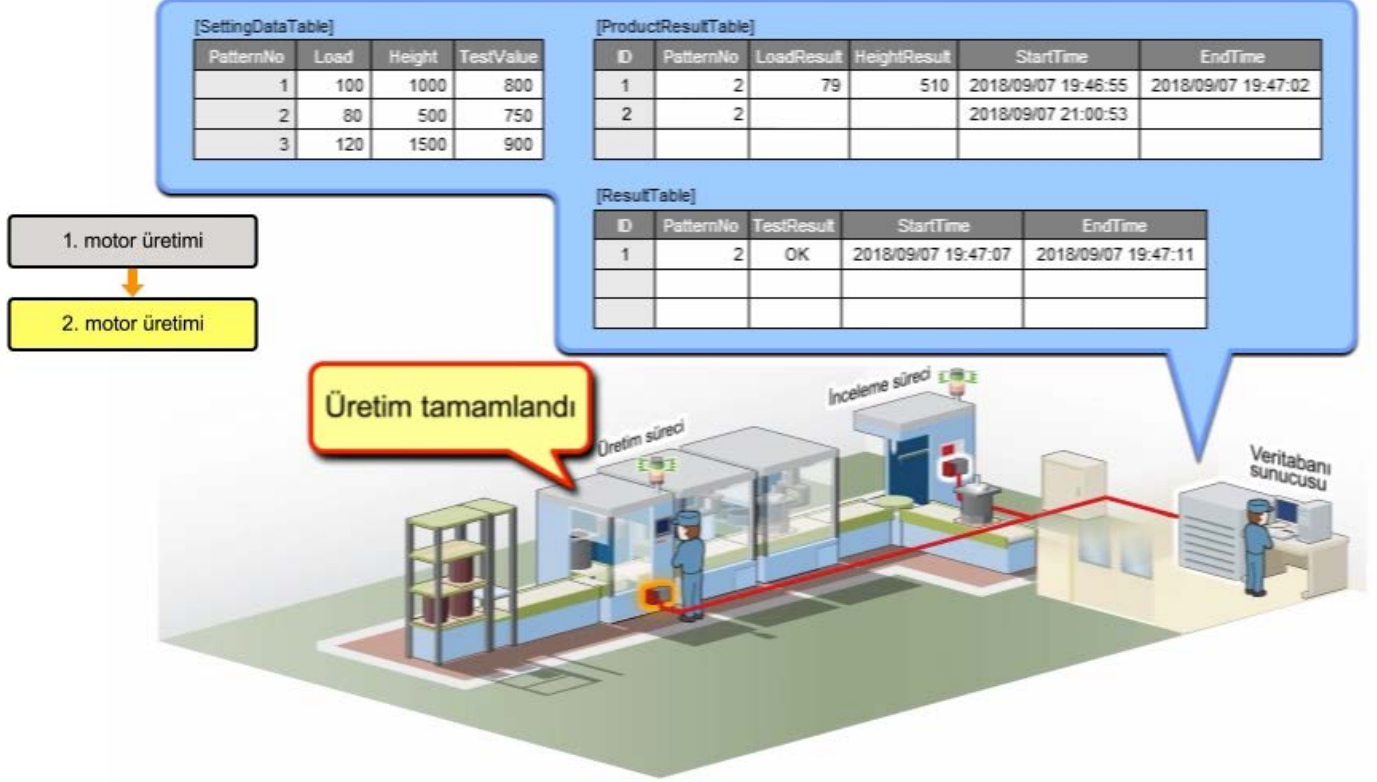 [SettingDataTable]
PatternNo Load Height TestValue
1 100 1000 800
2 80 500 750
3 120 1500 900
[ProductResultTable]
ID PatternNo LoadResult HeightResult StartTime EndTime
1 2 79 510 2018/09/07 19:46:55 2018/09/07 19:47:02
2 2 2018/09/07 21:00:53
[ResultTable]
ID PatternNo TestResult StartTime EndTime
1 2 OK 2018/09/07 19:47:07 2018/09/07 19:47:11
1. motor üretimi
2. motor üretimi
Üretim tamamlandı
Üretim süreci
İnceleme süreci
Veritabanı
sunucusu